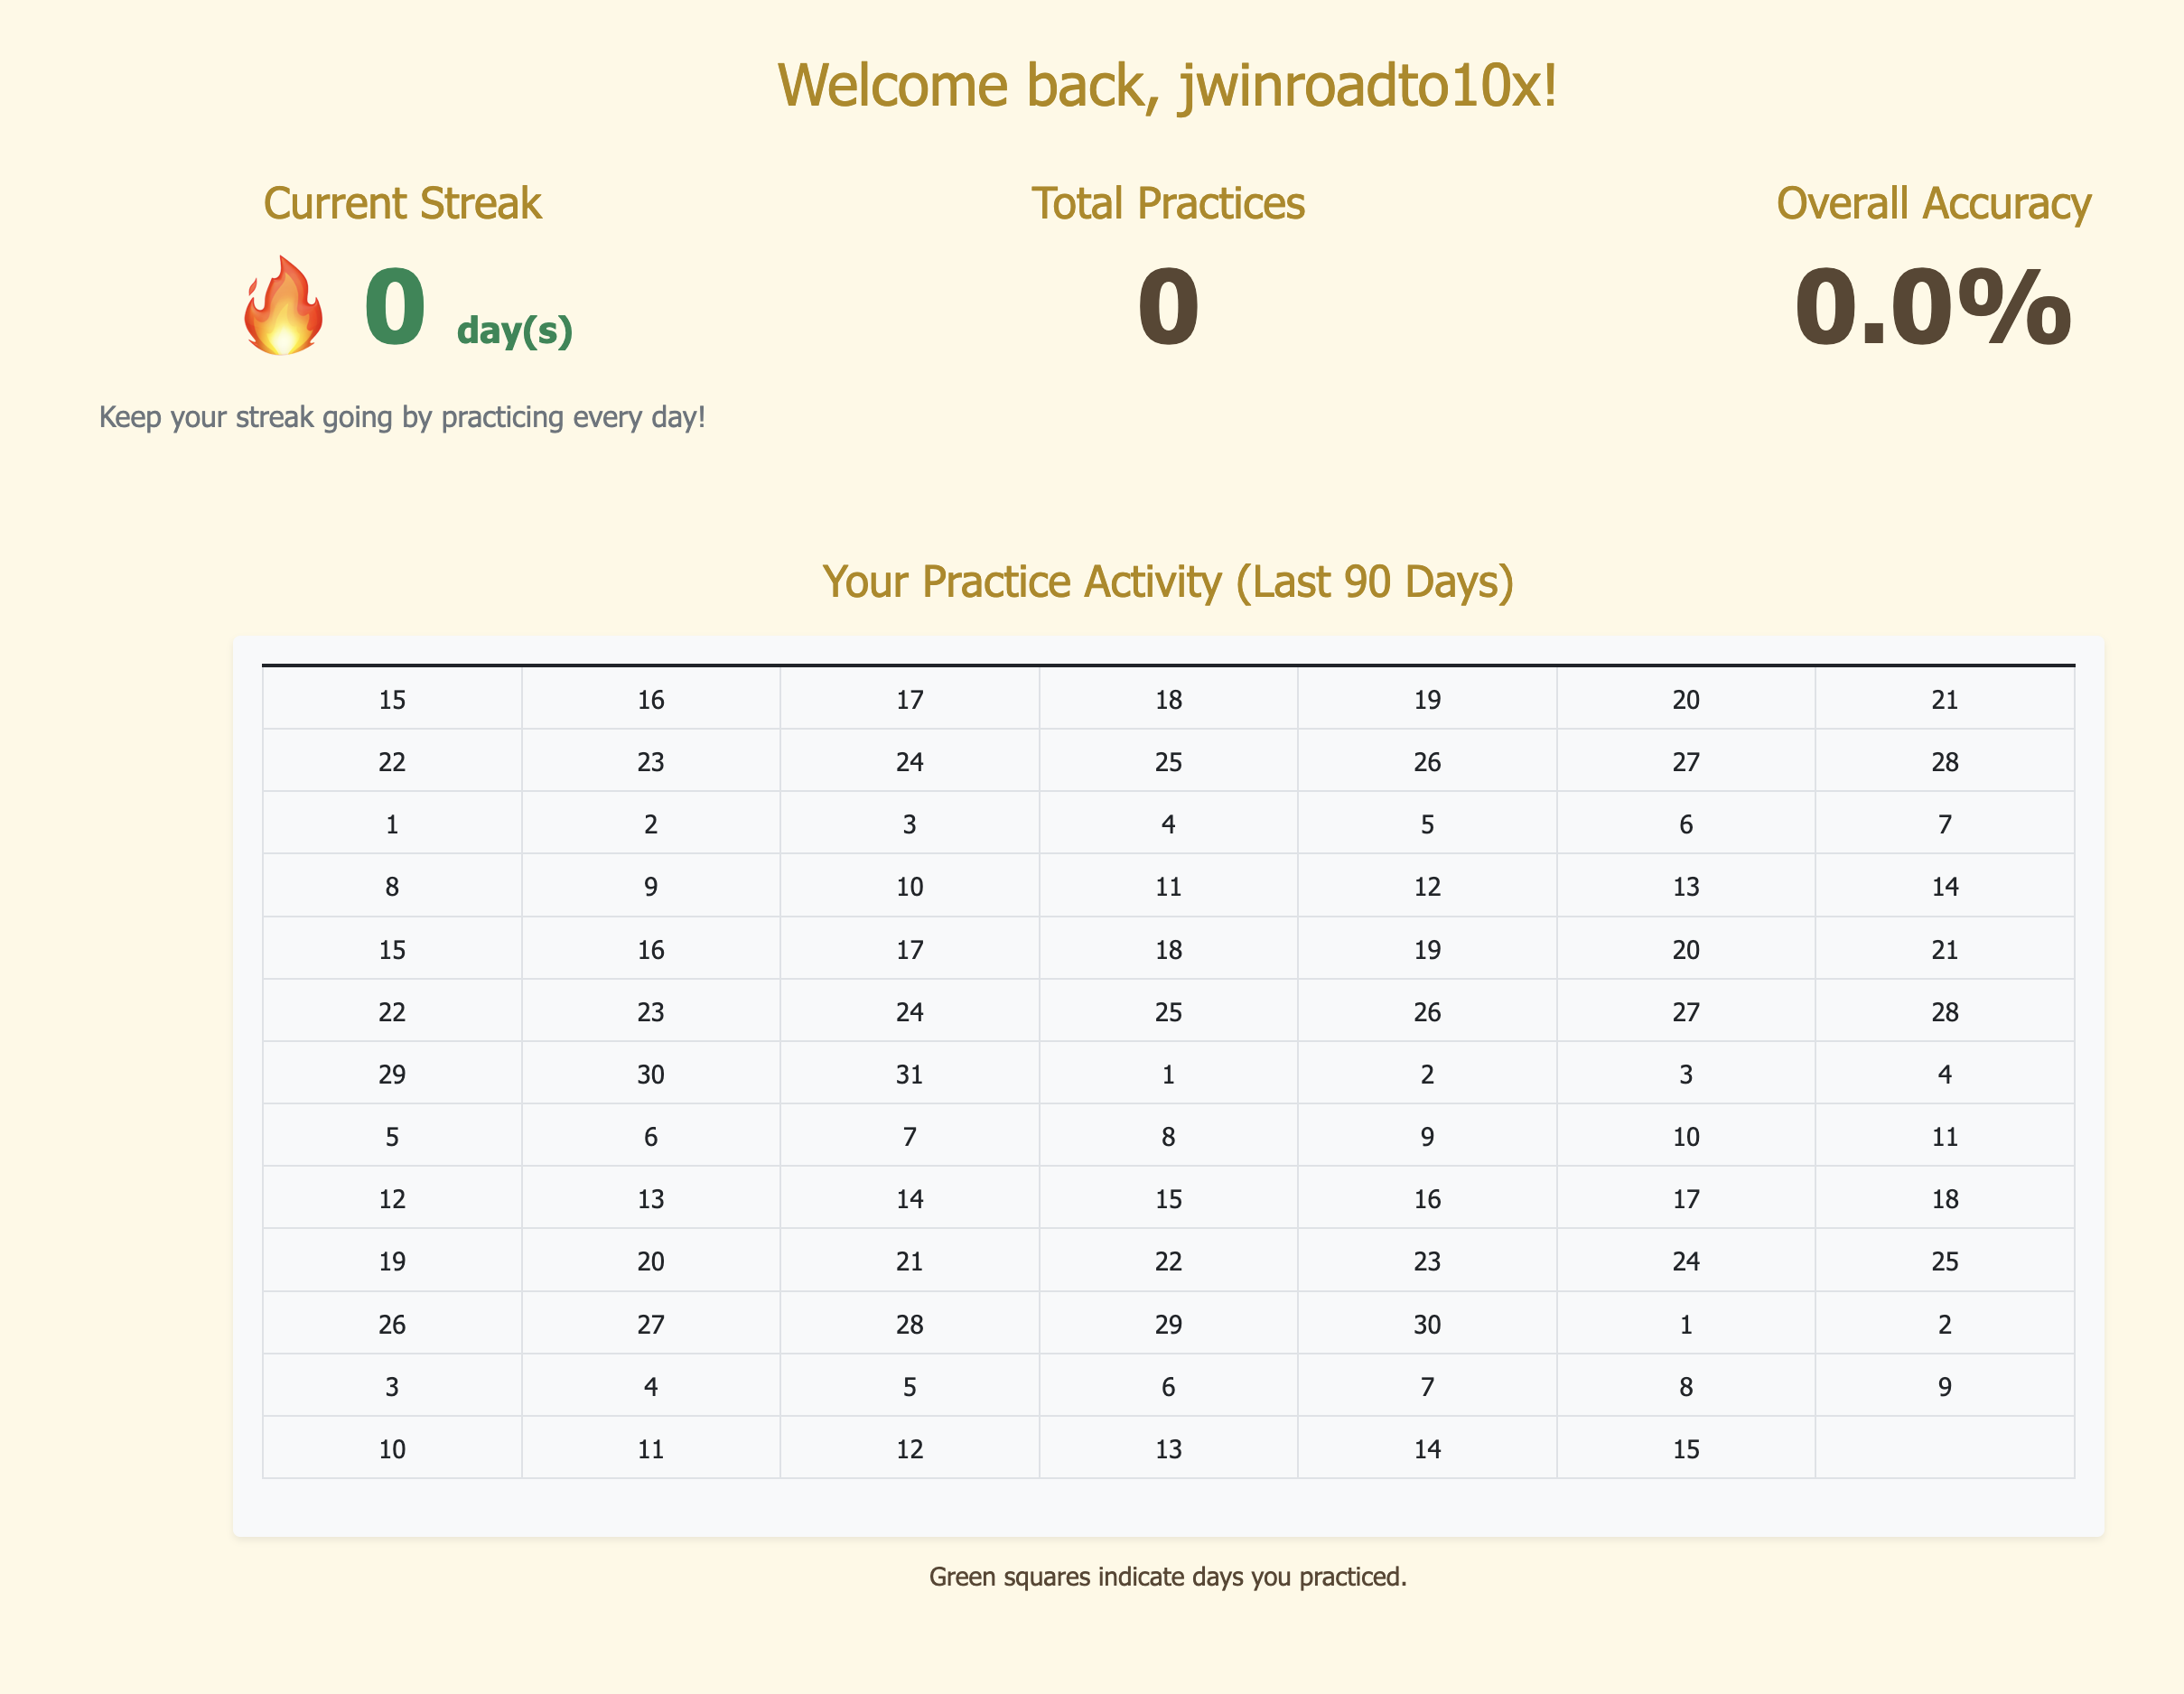 Welcome back, jwinroadto10x!
Current Streak Total Practices Overall Accuracy
0 day(s) 0 0.0%
Keep your streak going by practicing every day!
Your Practice Activity (Last 90 Days)
15 16 17 18 19 20 21
22 23 24 25 26 27 28
1 2 3 4 5 6 7
8 9 10 11 12 13 14
15 16 17 18 19 20 21
22 23 24 25 26 27 28
29 30 31 1 2 3 4
5 6 7 8 9 10 11
12 13 14 15 16 17 18
19 20 21 22 23 24 25
26 27 28 29 30 1 2
3 4 5 6 7 8 9
10 11 12 13 14 15
Green squares indicate days you practiced.